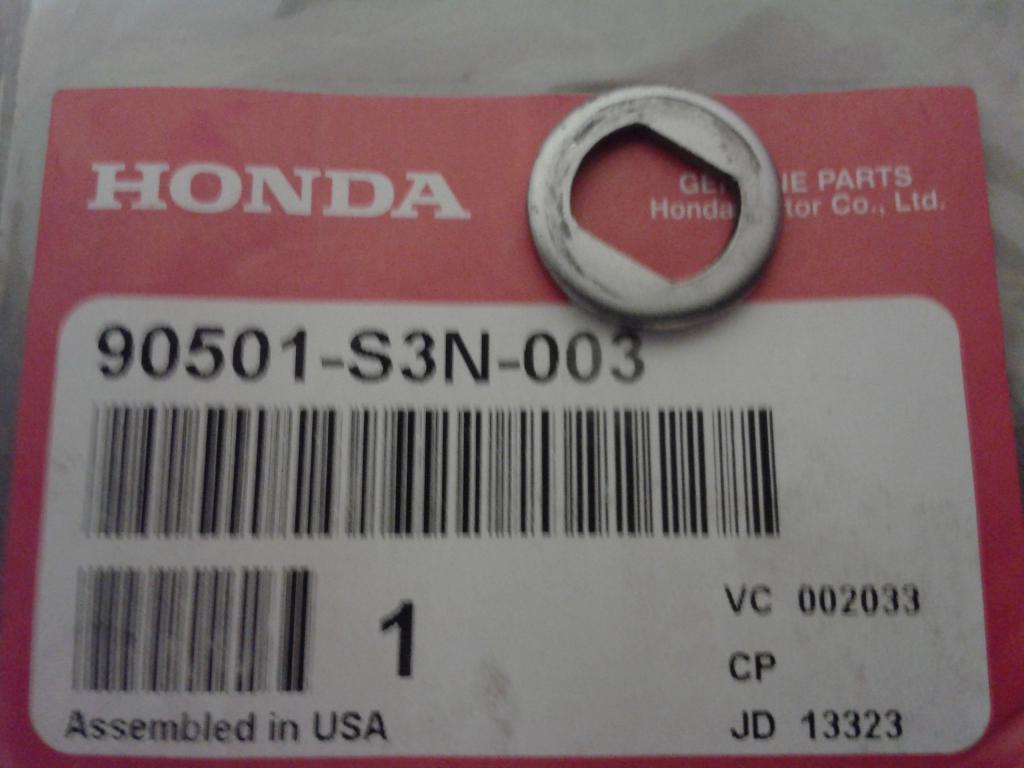 HONDA
GE IE PARTS
Honda tor Co., Ltd.
90501-S3N-003
1
VC 002033
CP
Assembled in USA
JD 13323